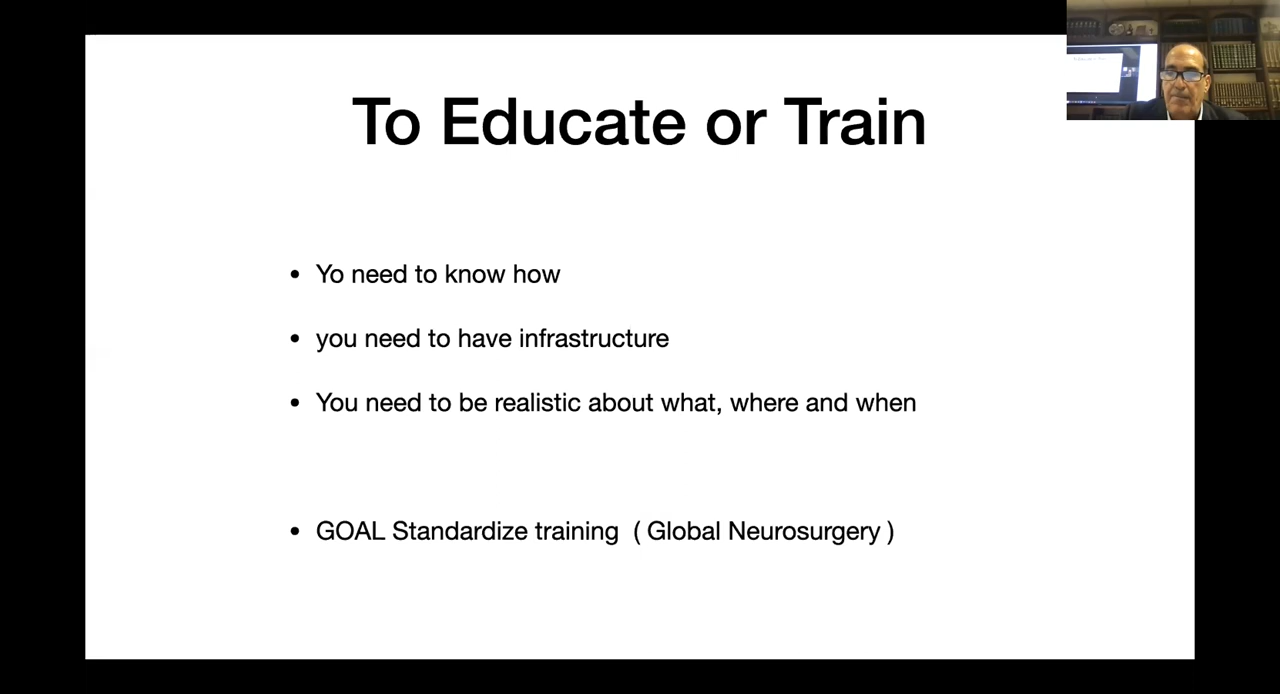 To Educate or Train
• Yo need to know how
• you need to have infrastructure
• You need to be realistic about what, where and when
• GOAL Standardize training ( Global Neurosurgery )